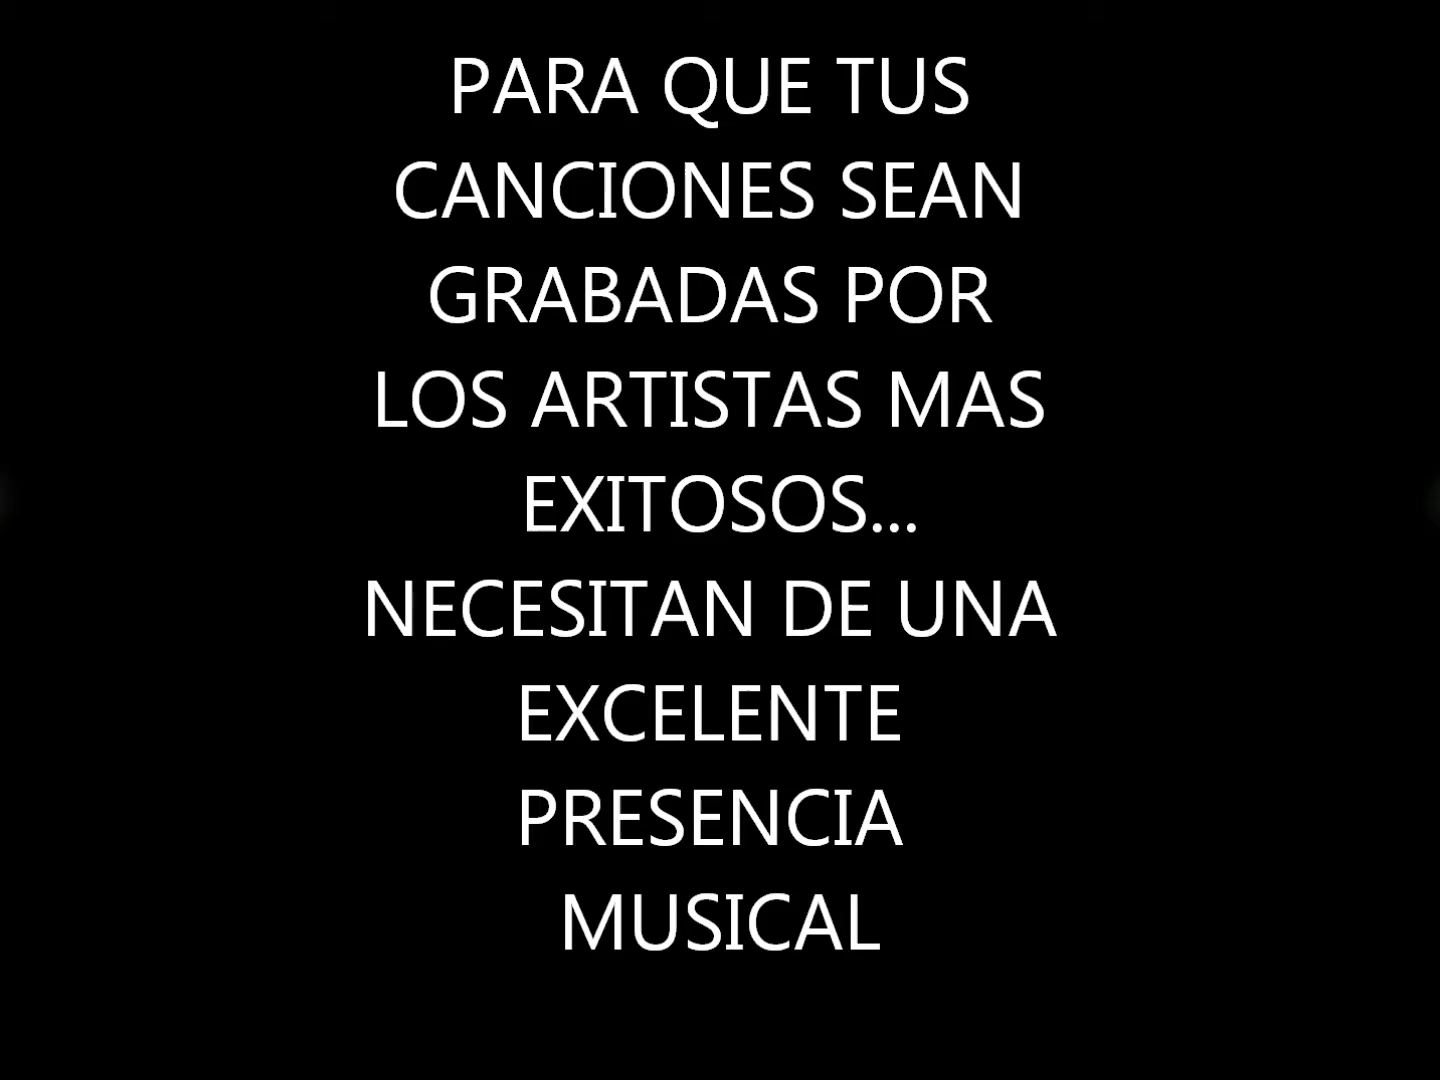 PARA QUE TUS
CANCIONES SEAN
GRABADAS POR
LOS ARTISTAS MAS
EXITOSOS...
NECESITAN DE UNA
EXCELENTE
PRESENCIA
MUSICAL